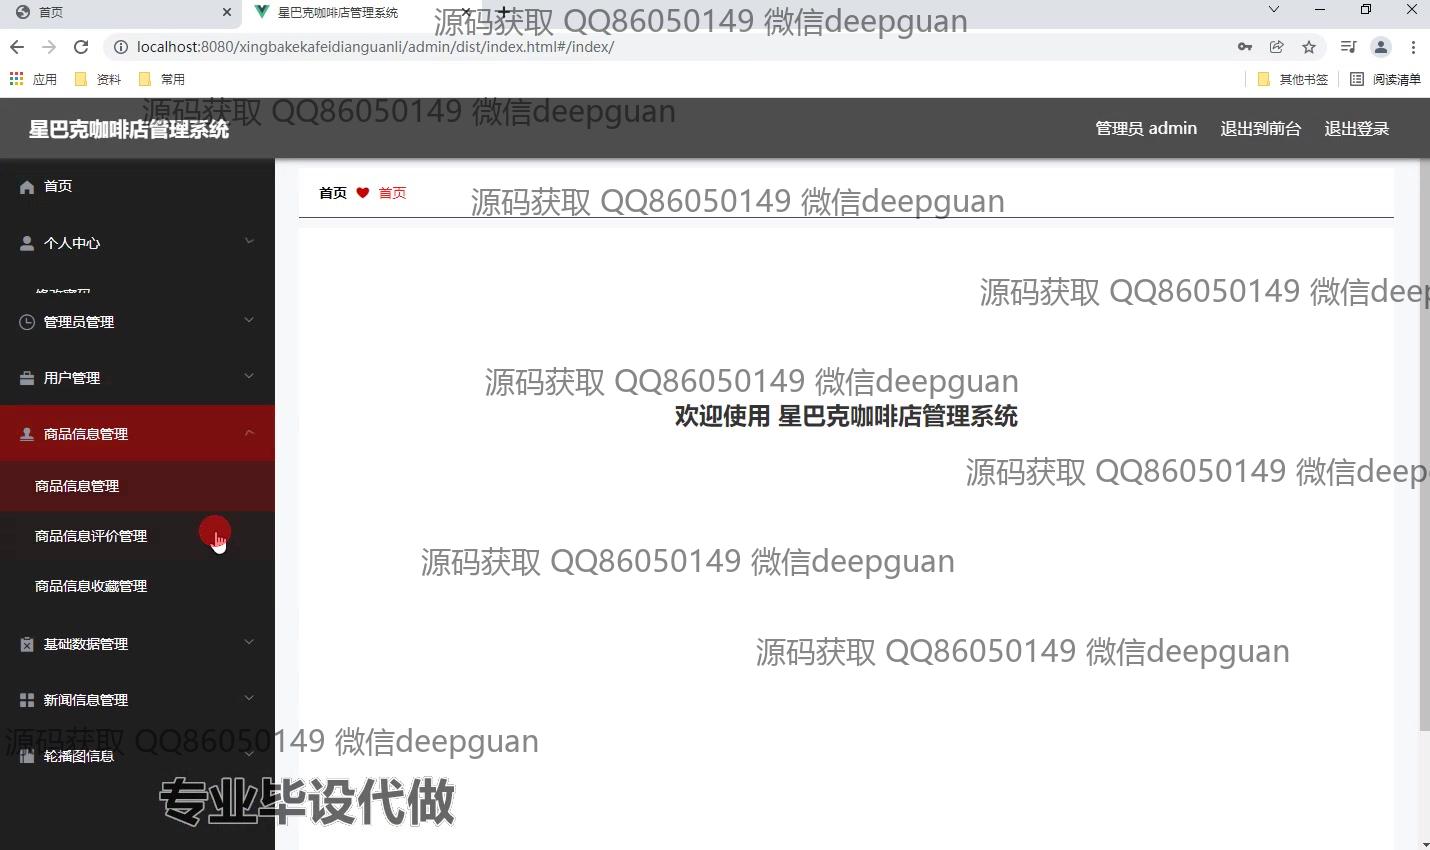 首页
星巴克咖啡店管理系统
源码获取 QQ86050149 微信deepguan
localhost:8080/xingbakekafeidianguanli/admin/dist/index.html#/index/
应用 资料 常用 其他书签 阅读清单
源码获取 QQ86050149 微信deepguan
星巴克咖啡店管理系统
管理员 admin 退出到前台 退出登录
首页
首页 首页
源码获取 QQ86050149 微信deepguan
个人中心
修改密码
源码获取 QQ86050149 微信deep
管理员管理
用户管理
源码获取 QQ86050149 微信deepguan
欢迎使用 星巴克咖啡店管理系统
商品信息管理
源码获取 QQ86050149 微信deep
商品信息管理
商品信息评价管理
源码获取 QQ86050149 微信deepguan
商品信息收藏管理
基础数据管理
源码获取 QQ86050149 微信deepguan
新闻信息管理
源码获取 QQ86050149 微信deepguan
轮播图信息
专业毕设代做